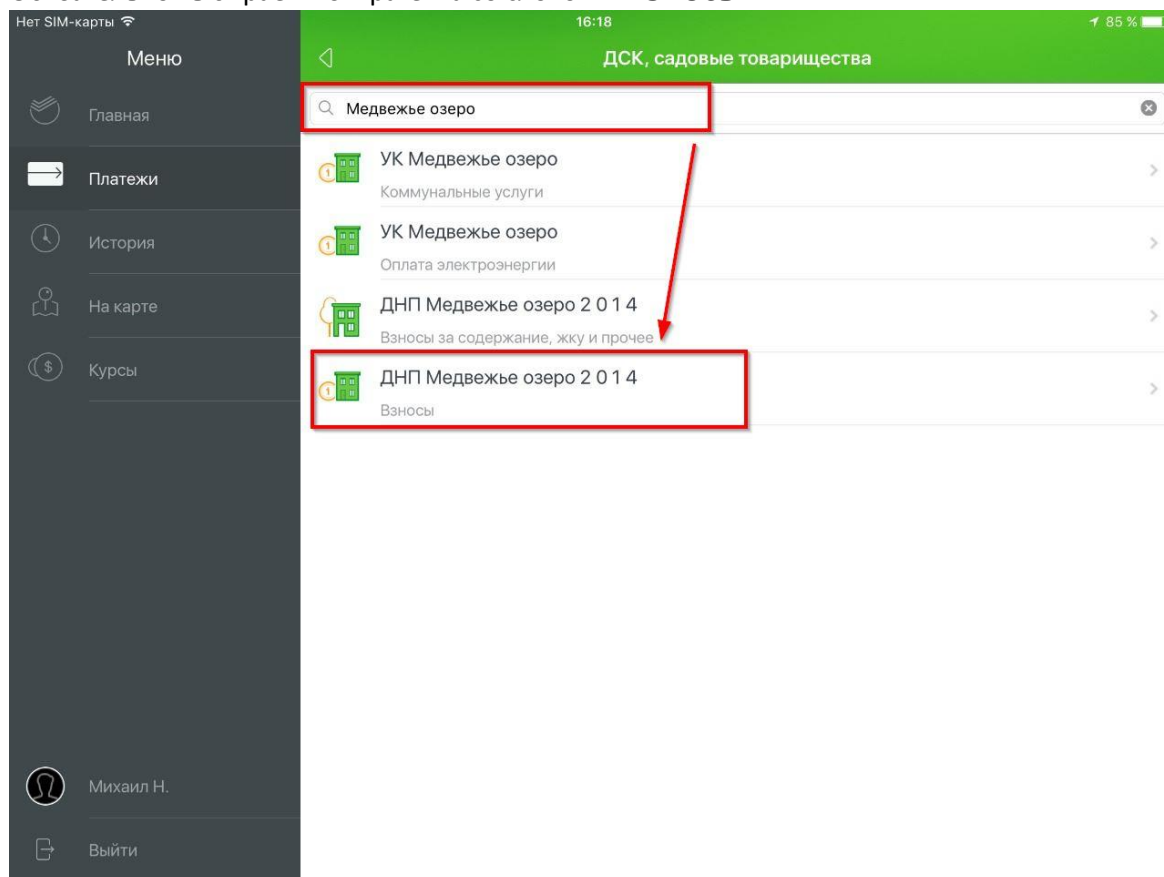 Нет SIM-карты
16:18
85 %
Меню
ДСК, садовые товарищества
Главная
Платежи
История
На карте
Курсы
Михаил Н.
Выйти
Медвежье озеро
УК Медвежье озеро
Коммунальные услуги
УК Медвежье озеро
Оплата электроэнергии
ДНП Медвежье озеро 2 0 1 4
Взносы за содержание, жку и прочее
ДНП Медвежье озеро 2 0 1 4
Взносы